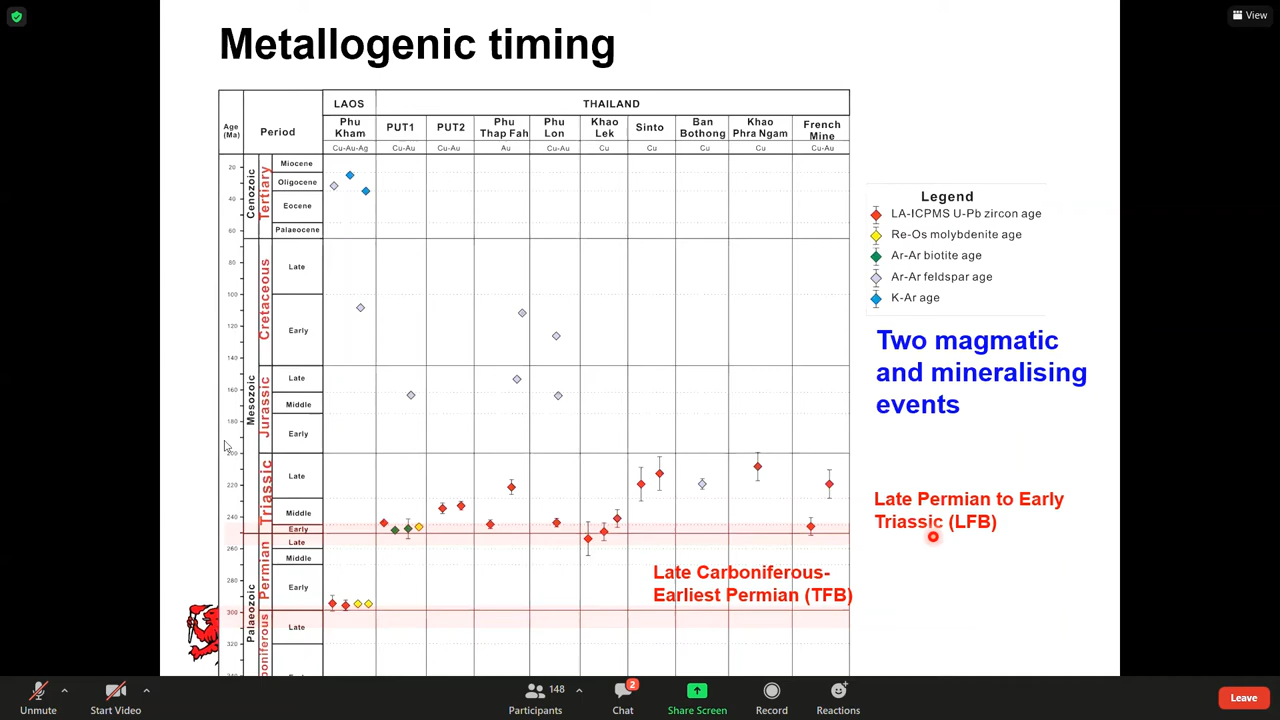 View
Metallogenic timing
LAOS
THAILAND
Age
(Ma)
Period
Phu
Kham
PUT1
PUT2
Phu
Thap Fah
Phu
Lon
Khao
Lek
Sinto
Ban
Bothong
Khao
Phra Ngam
French
Mine
Cu-Au-Ag
Cu-Au
Cu-Au
Au
Cu-Au
Cu
Cu
Cu
Cu
Cu-Au
20
40
60
80
100
120
140
160
180
200
220
240
260
280
300
320
Cenozoic
Mesozoic
Palaeozoic
Tertiary
Cretaceous
Jurassic
Triassic
Permian
boniferous
Miocene
Oligocene
Eocene
Palaeocene
Late
Early
Late
Middle
Early
Late
Middle
Early
Late
Middle
Early
Late
Legend
LA-ICPMS U-Pb zircon age
Re-Os molybdenite age
Ar-Ar biotite age
Ar-Ar feldspar age
K-Ar age
Two magmatic
and mineralising
events
Late Permian to Early
Triassic (LFB)
Late Carboniferous-
Earliest Permian (TFB)
Unmute
Start Video
148
Participants
2
Chat
Share Screen
Record
Reactions
Leave